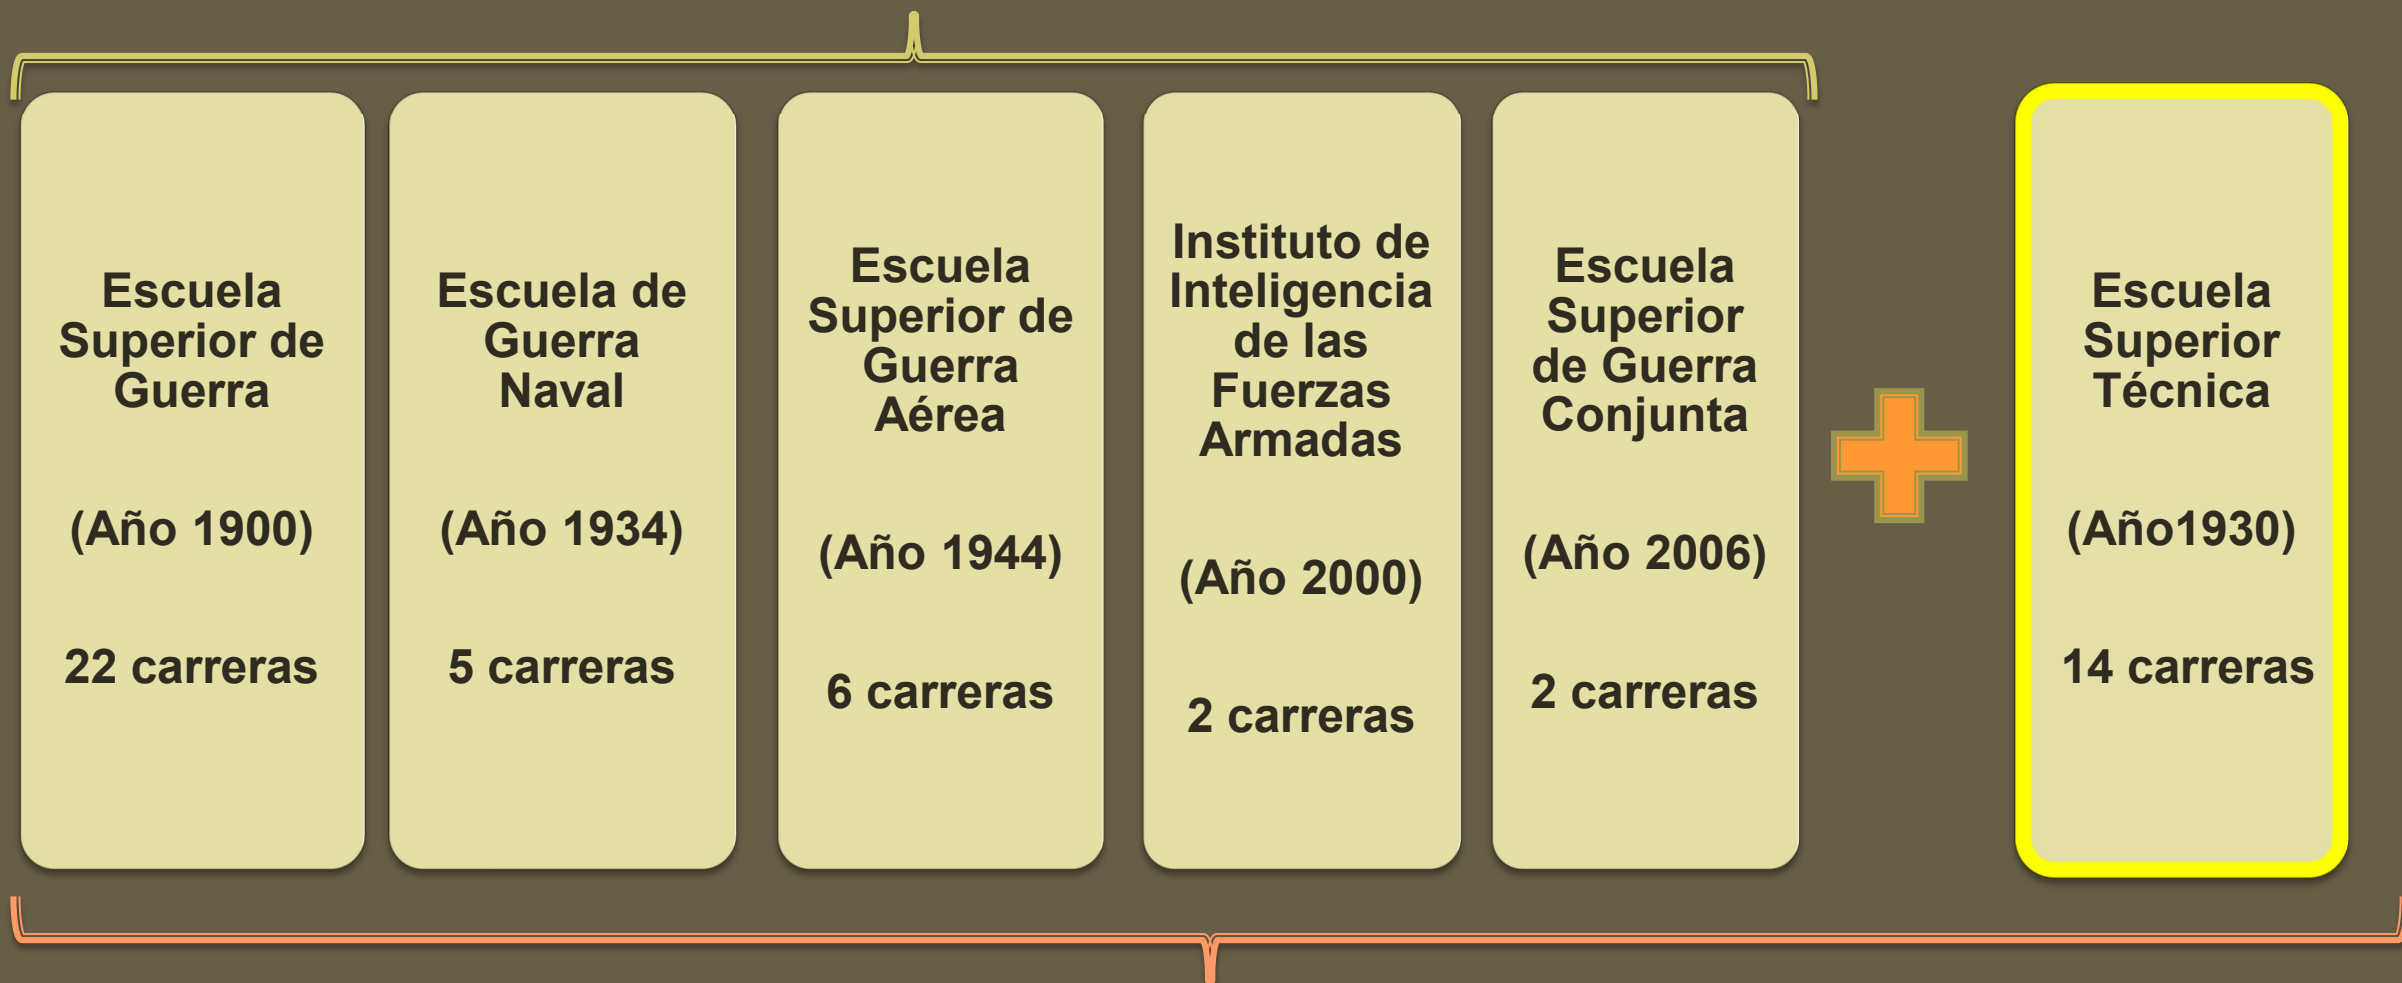 Escuela
Superior de
Guerra
(Año 1900)
22 carreras
Escuela de
Guerra
Naval
(Año 1934)
5 carreras
Escuela
Superior de
Guerra
Aérea
(Año 1944)
6 carreras
Instituto de
Inteligencia
de las
Fuerzas
Armadas
(Año 2000)
2 carreras
Escuela
Superior
de Guerra
Conjunta
(Año 2006)
2 carreras
Escuela
Superior
Técnica
(Año1930)
14 carreras